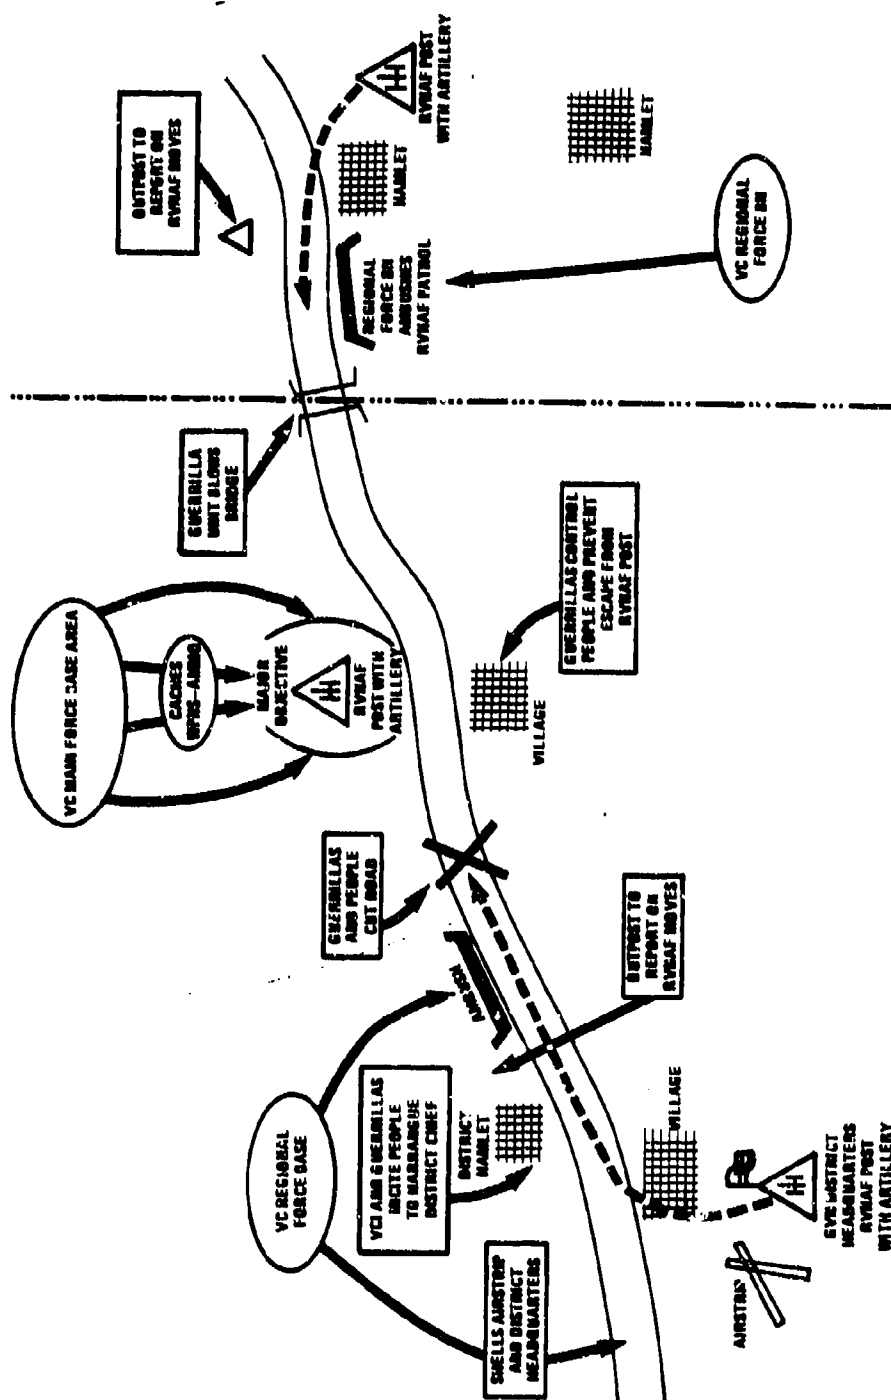 VC REGIONAL
FORCE BASE
SHELLS AIRSTRIP
AND DISTRICT
HEADQUARTERS
VCI AND GUERRILLAS
INCITE PEOPLE
TO HARRANGUE
DISTRICT CHIEF
DISTRICT
HAMLET
AMBUSH
GUERRILLAS
AND PEOPLE
CUT ROAD
VC MAIN FORCE BASE AREA
CACHES
WPNS-AMMO
MAJOR
OBJECTIVE
RVNAF
POST WITH
ARTILLERY
GUERRILLA
UNIT BLOWS
BRIDGE
OUTPOST TO
REPORT ON
RVNAF MOVES
HAMLET
RVNAF POST
WITH ARTILLERY
REGIONAL
FORCE BN
AMBUSHES
RVNAF PATROL
HAMLET
VC REGIONAL
FORCE BN
GUERRILLAS CONTROL
PEOPLE AND PREVENT
ESCAPE FROM
RVNAF POST
VILLAGE
OUTPOST TO
REPORT ON
RVNAF MOVES
VILLAGE
AIRSTRIP
GVN DISTRICT
HEADQUARTERS
RVNAF POST
WITH ARTILLERY